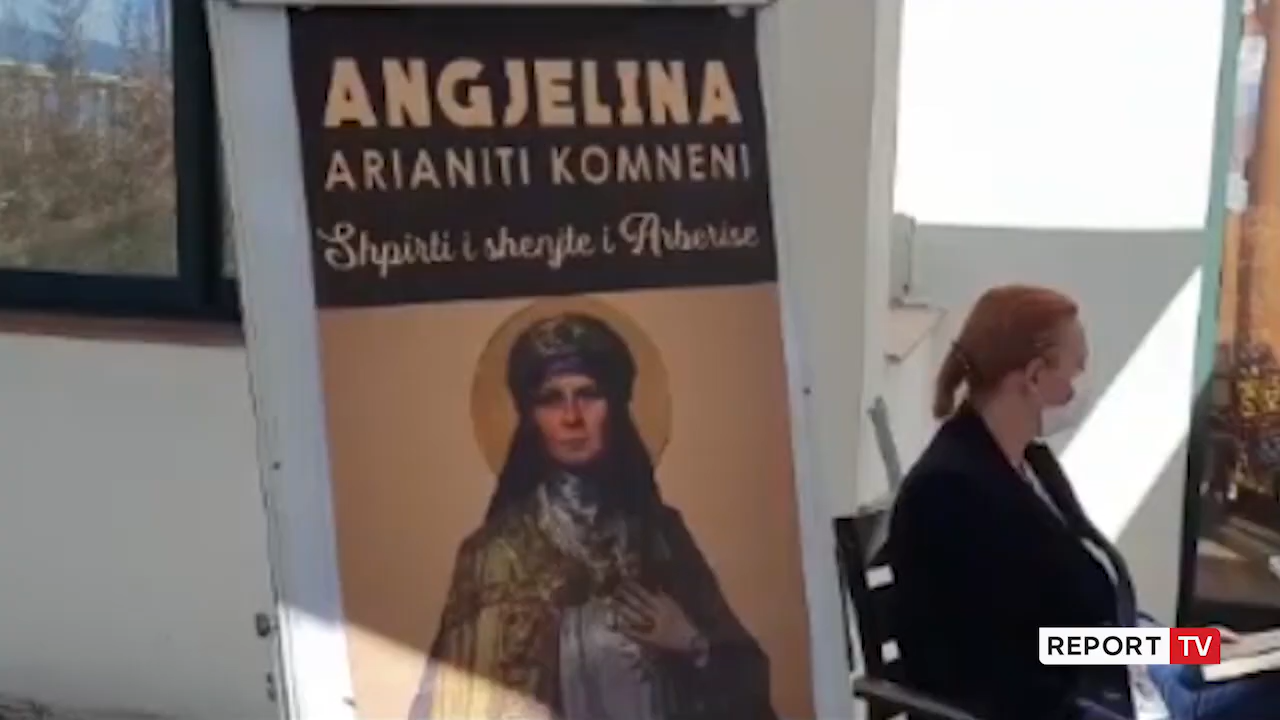 ANGJELINA
ARIANITI KOMNENI
Shpirti i shenjte i Arberise
REPORT TV